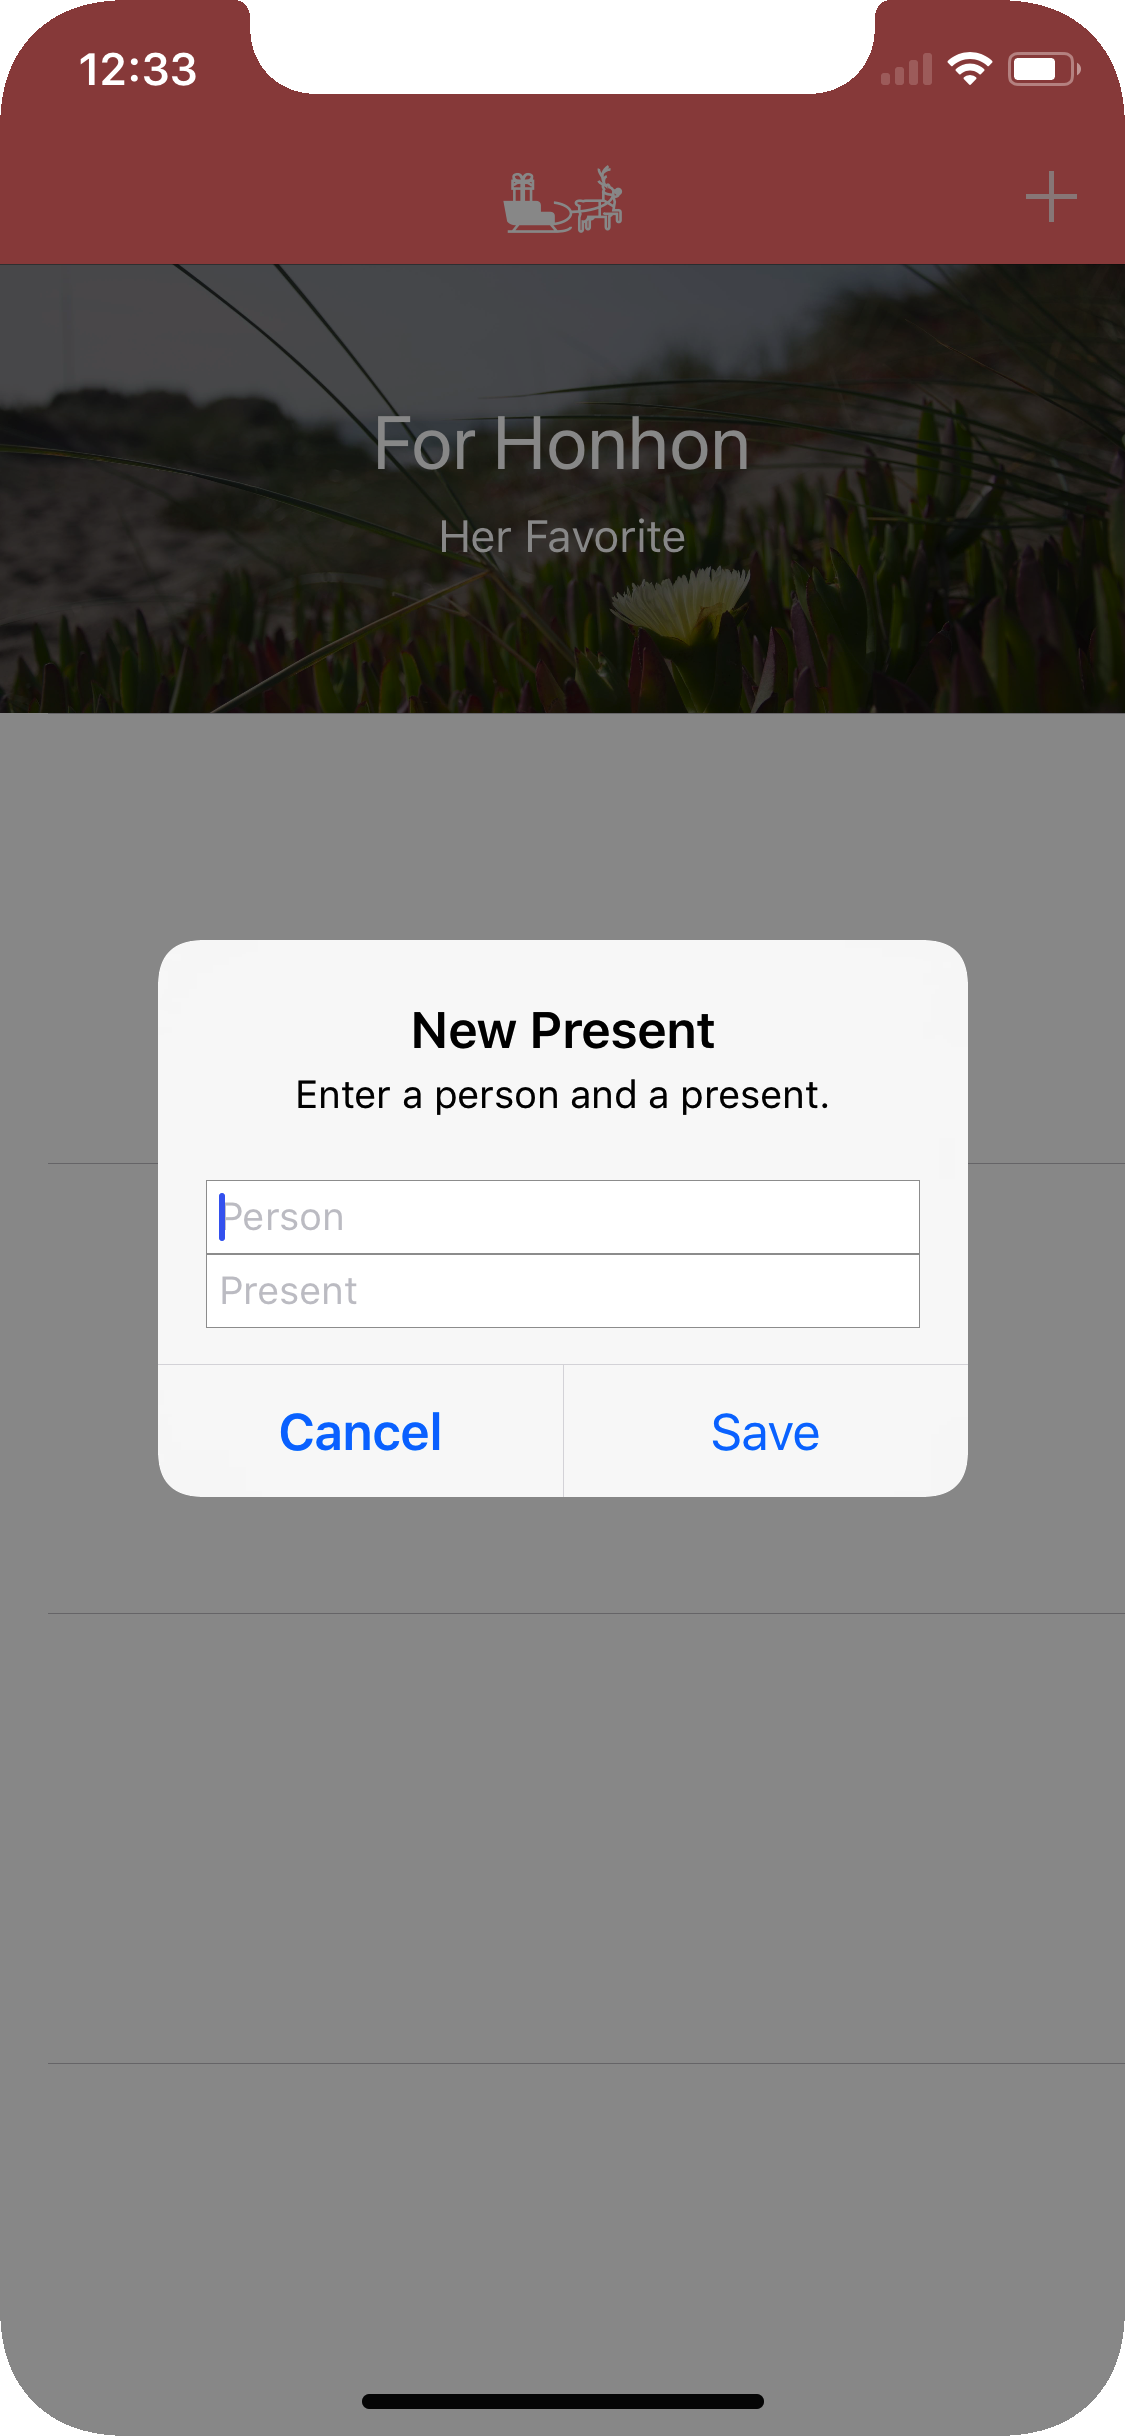 12:33
For Honhon
Her Favorite
New Present
Enter a person and a present.
Person
Present
Cancel
Save